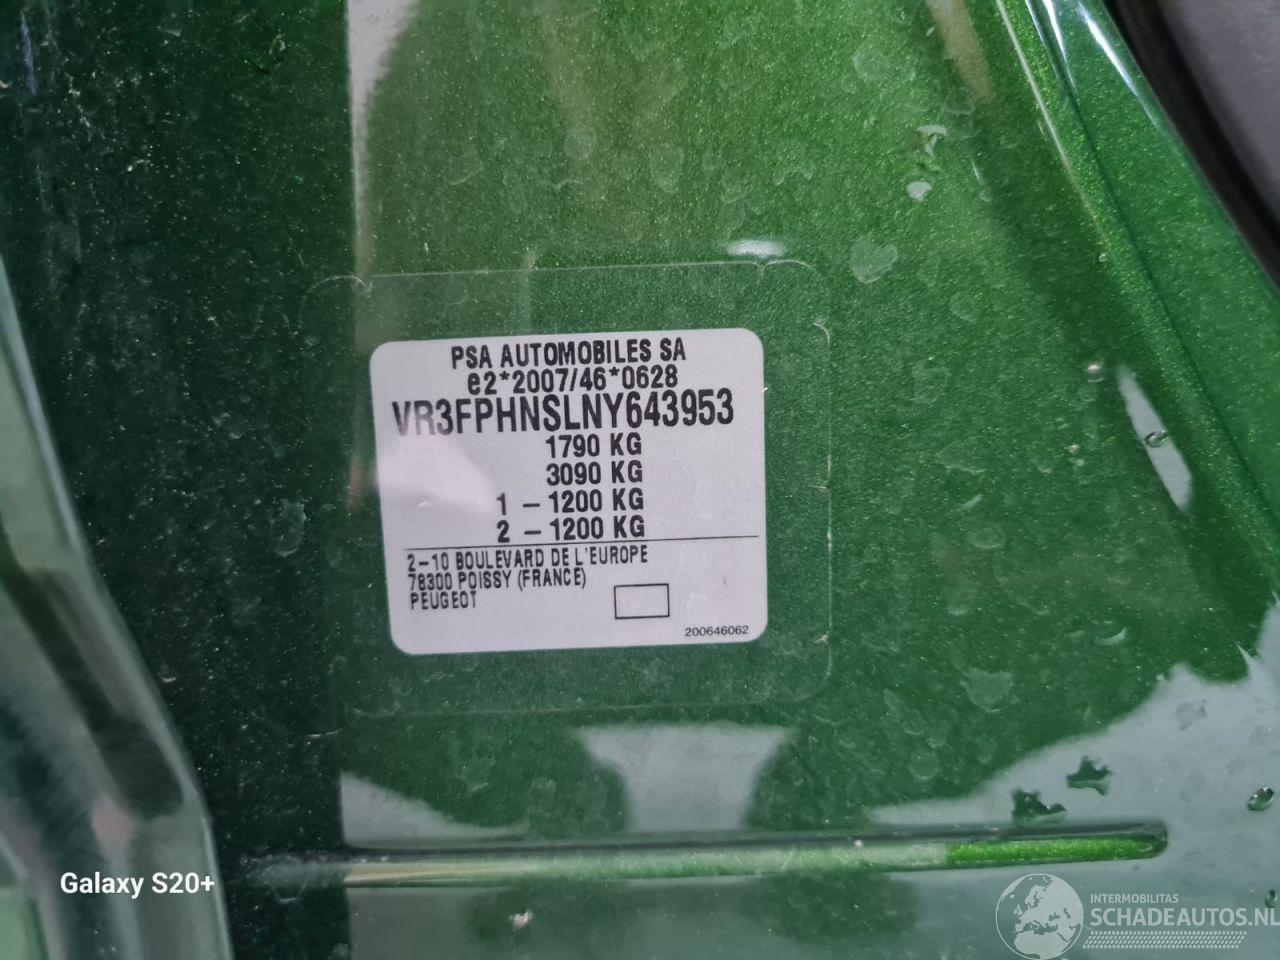 PSA AUTOMOBILES SA
e2*2007/46*0628
VR3FPHNSLNY643953
1790 KG
3090 KG
1 - 1200 KG
2 - 1200 KG
2-10 BOULEVARD DE L'EUROPE
78300 POISSY (FRANCE)
PEUGEOT
200646062
Galaxy S20+
INTERMOBILITAS
SCHADEAUTOS.NL